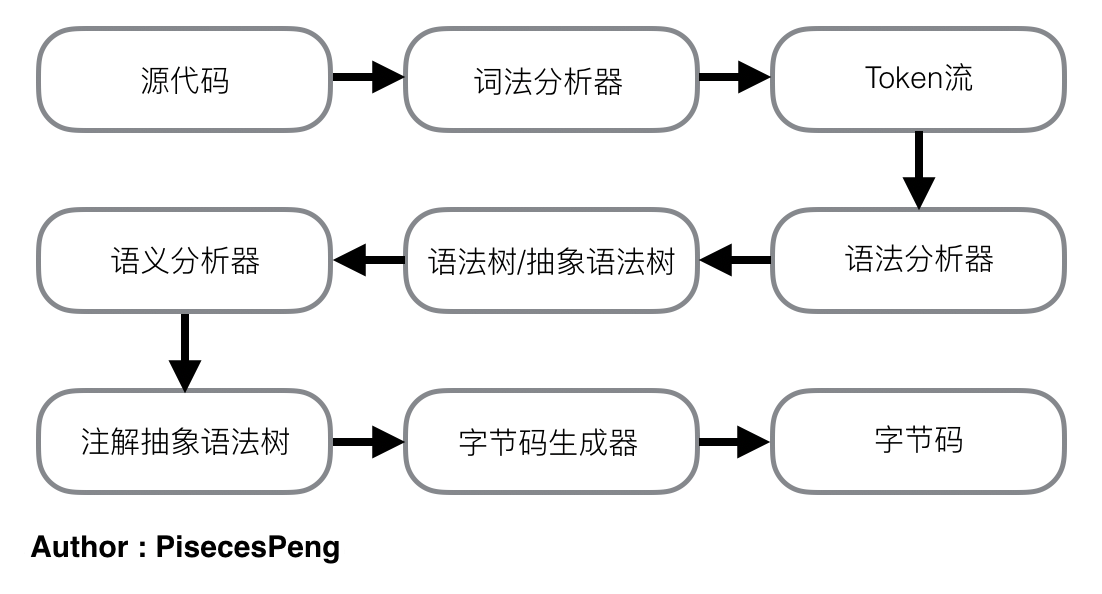 源代码
词法分析器
Token流
语法分析器
语法树/抽象语法树
语义分析器
注解抽象语法树
字节码生成器
字节码
Author : PisecesPeng